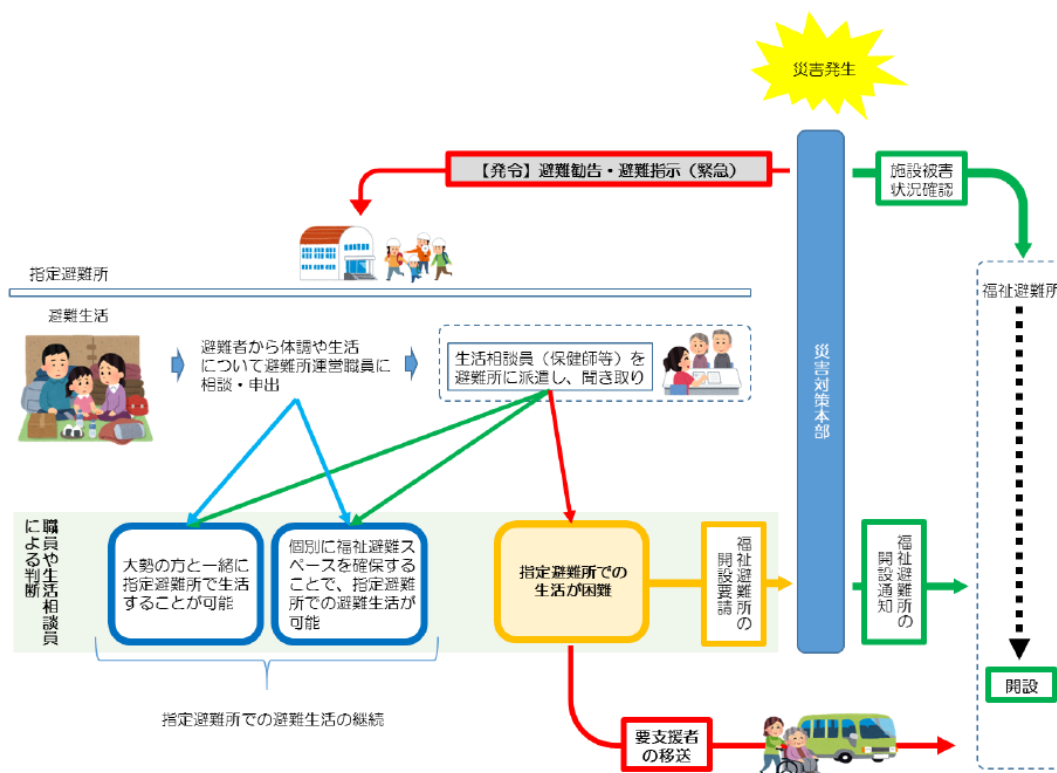 災害発生
【発令】避難勧告・避難指示（緊急）
施設被害
状況確認
指定避難所
福祉避難所
避難生活
避難者から体調や生活
について避難所運営職員に
相談・申出
生活相談員（保健師等）を
避難所に派遣し、聞き取り
災害対策本部
職員や生活相談員
による判断
大勢の方と一緒に
指定避難所で生活
することが可能
個別に福祉避難ス
ペースを確保する
ことで、指定避難
所での避難生活が
可能
指定避難所での
生活が困難
福祉避難所の
開設要請
福祉避難所の
開設通知
開設
指定避難所での避難生活の継続
要支援者
の移送